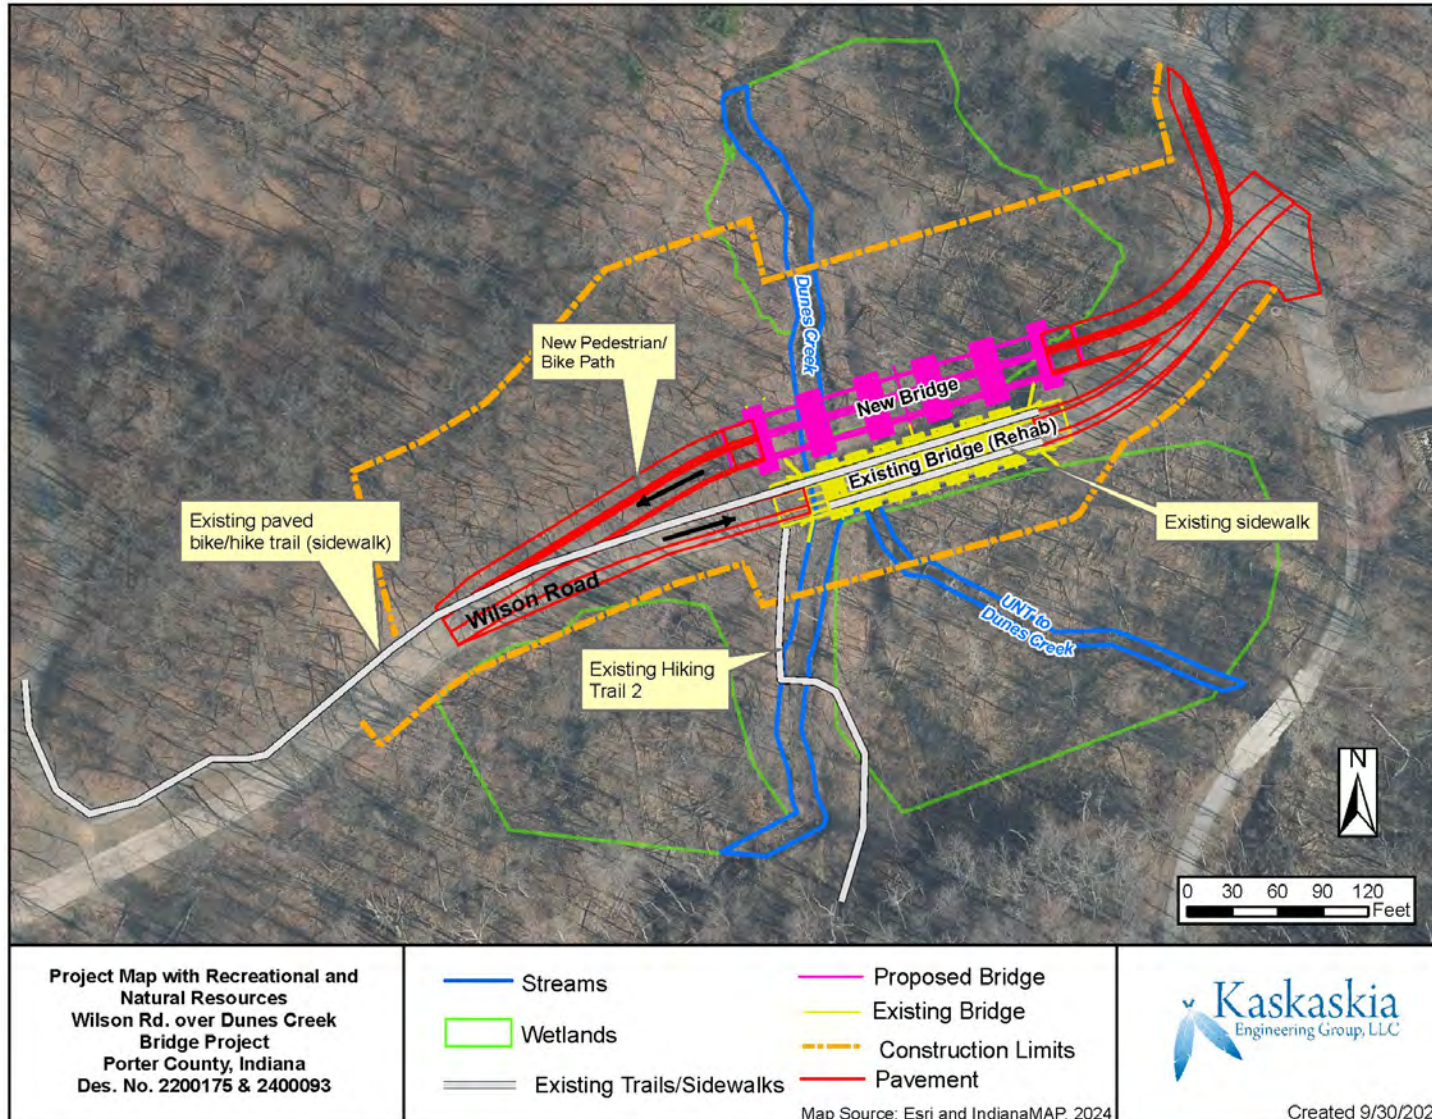 Dunes Creek
New Pedestrian/
Bike Path
New Bridge
Existing Bridge (Rehab)
Existing paved
bike/hike trail (sidewalk)
Existing sidewalk
Wilson Road
UNT to
Dunes Creek
Existing Hiking
Trail 2
N
0 30 60 90 120
Feet
Project Map with Recreational and
Natural Resources
Wilson Rd. over Dunes Creek
Bridge Project
Porter County, Indiana
Des. No. 2200175 & 2400093
Streams
Wetlands
Existing Trails/Sidewalks
Proposed Bridge
Existing Bridge
Construction Limits
Pavement
Map Source: Esri and IndianaMAP, 2024
Kaskaskia
Engineering Group, LLC
Created 9/30/202